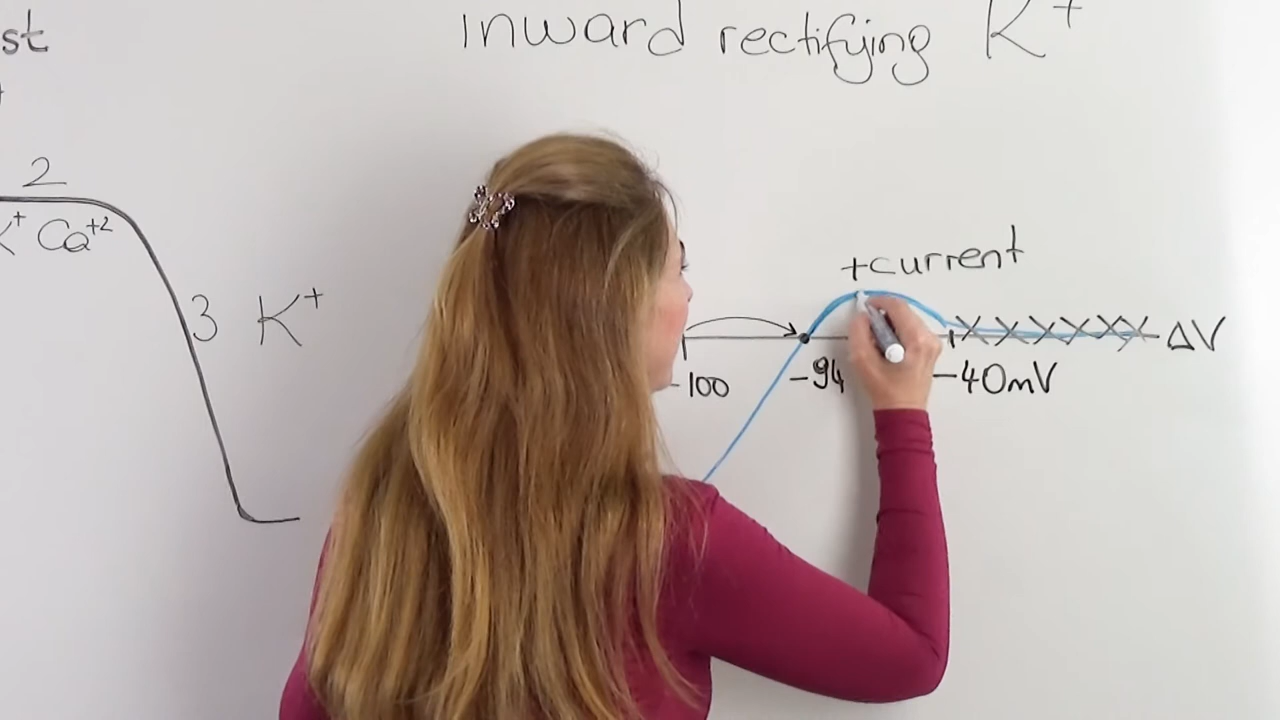 st
inward rectifying K+
2
K+ Ca+2
3 K+
+current
ΔV
-100
-94
-40mV